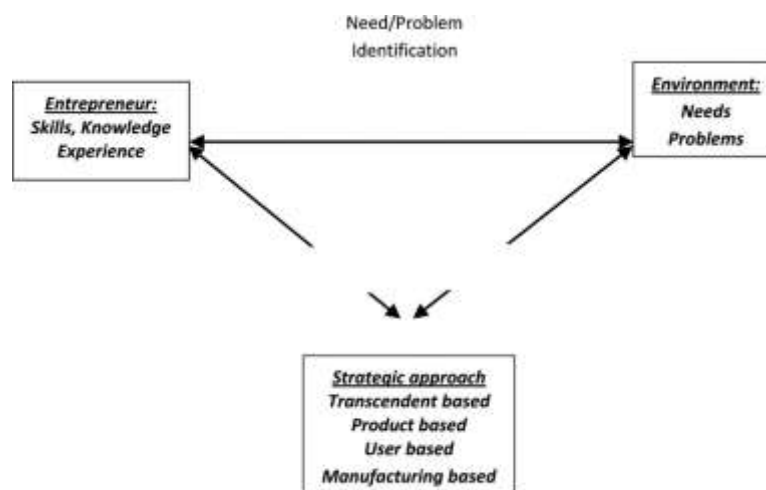 Need/Problem
Identification
Entrepreneur:
Skills, Knowledge
Experience
Environment:
Needs
Problems
Strategic approach
Transcendent based
Product based
User based
Manufacturing based